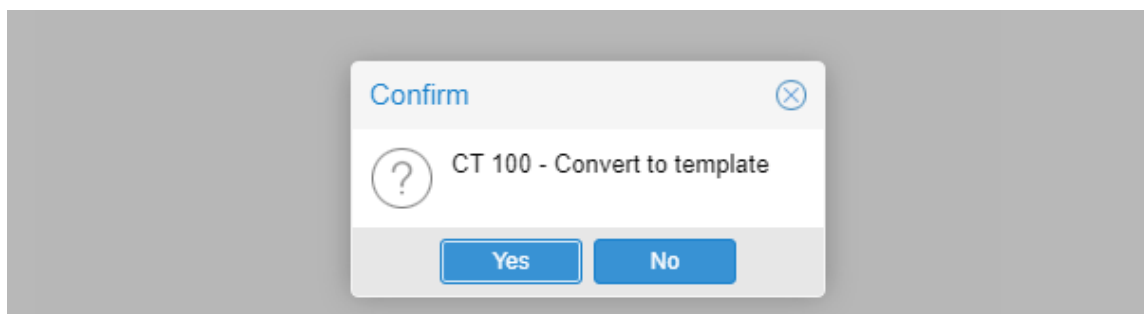 Confirm
CT 100 - Convert to template
Yes
No